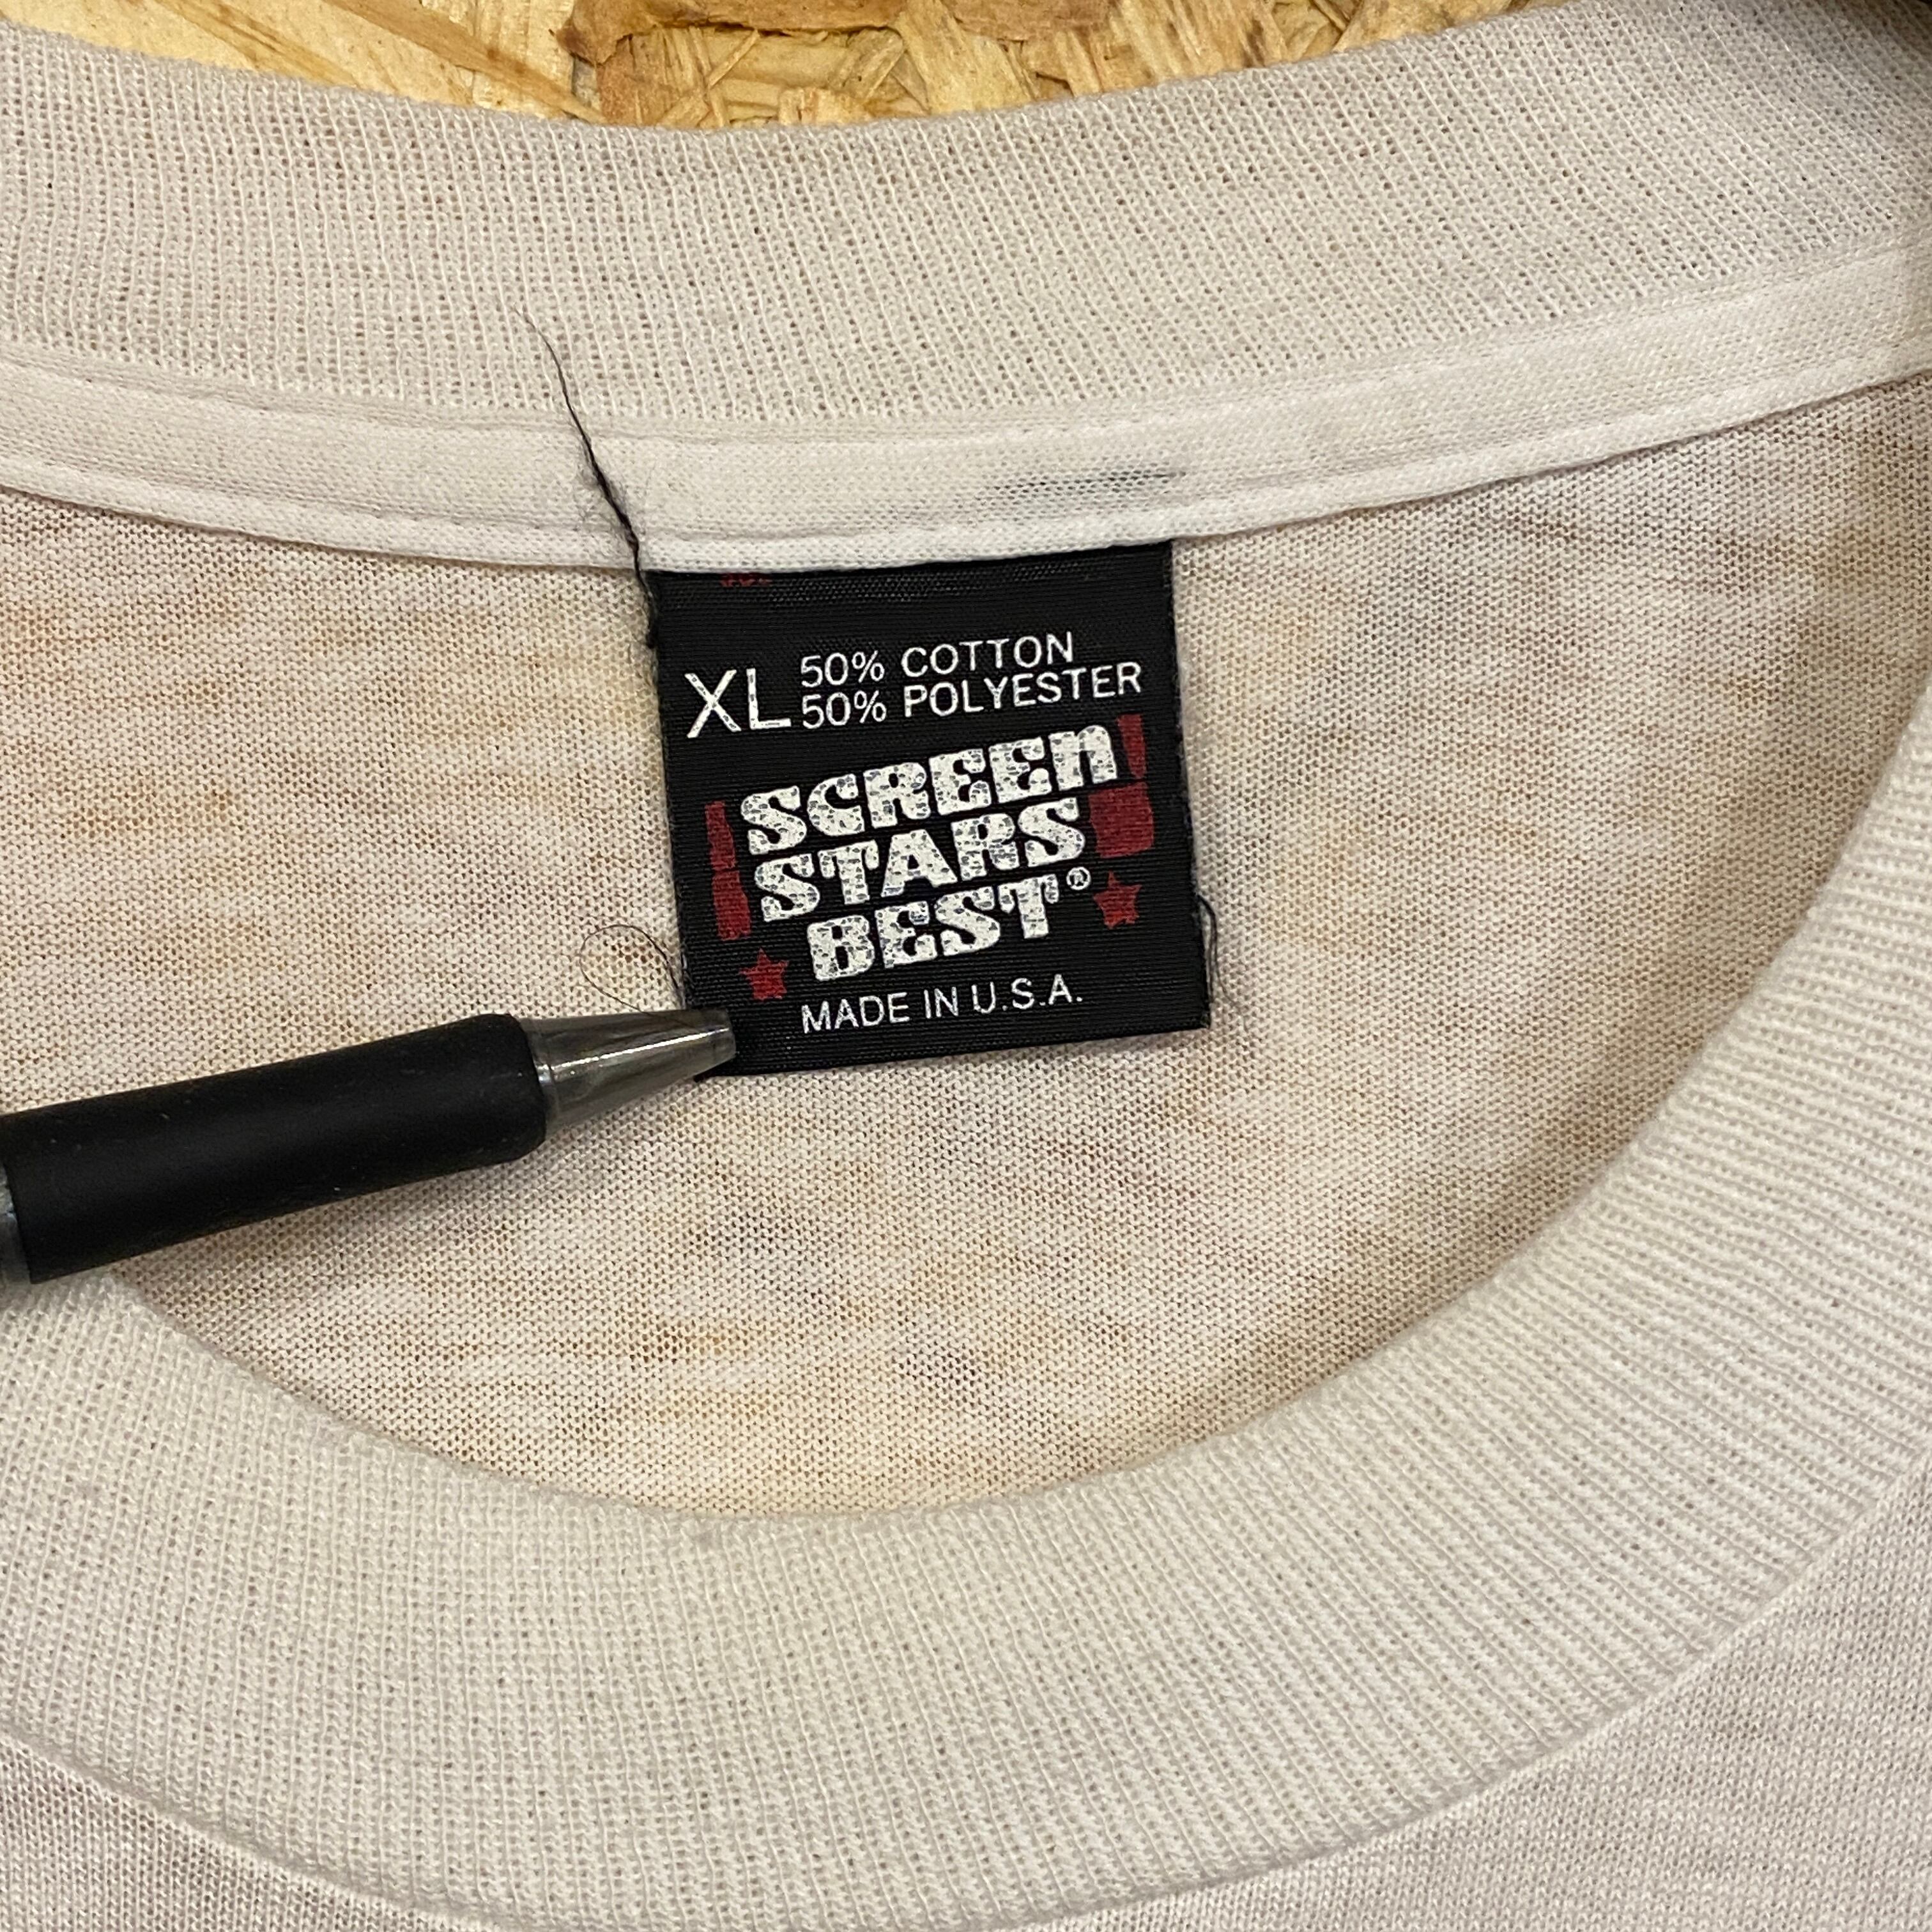 XL 50% COTTON
50% POLYESTER
SCREEN
STARS
BEST®
MADE IN U.S.A.